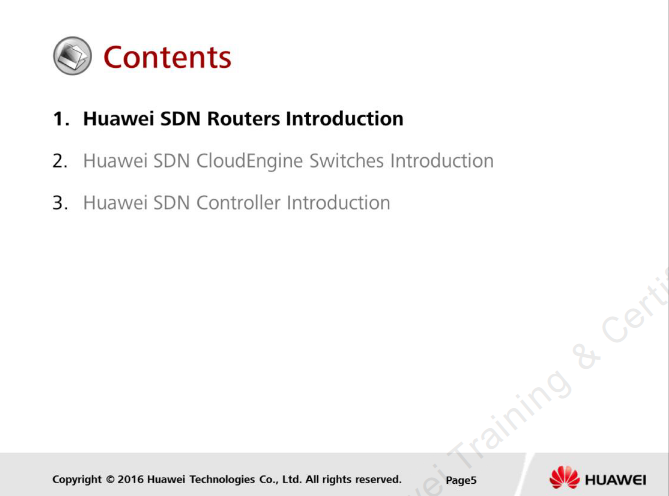 Contents
1. Huawei SDN Routers Introduction
2. Huawei SDN CloudEngine Switches Introduction
3. Huawei SDN Controller Introduction
Training & Certi
Copyright © 2016 Huawei Technologies Co., Ltd. All rights reserved.
Page5
HUAWEI